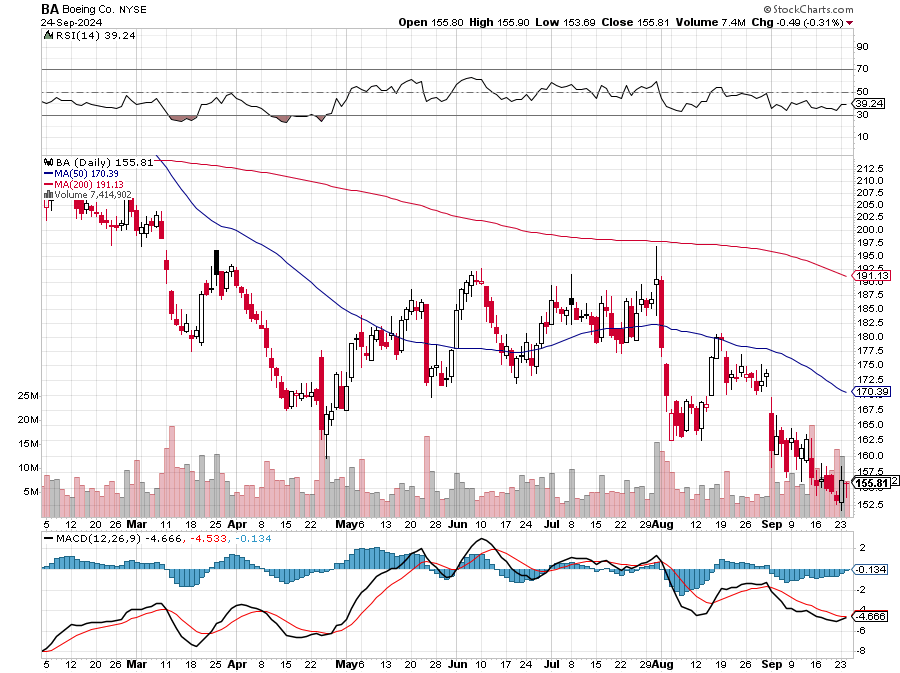 BA Boeing Co. NYSE
© StockCharts.com
24-Sep-2024
Open 155.80 High 155.90 Low 153.69 Close 155.81 Volume 7.4M Chg -0.49 (-0.31%)
RSI(14) 39.24
90
70
50
39.24
30
10
BA (Daily) 155.81
MA(50) 170.39
MA(200) 191.13
Volume 7,414,902
212.5
210.0
207.5
205.0
202.5
200.0
197.5
195.0
192.5
191.13
190.0
187.5
185.0
182.5
180.0
177.5
175.0
172.5
170.39
167.5
165.0
162.5
160.0
157.5
155.81
152.5
25M
20M
15M
10M
5M
5 12 20 26 Mar 11 18 25 Apr 8 15 22 May 6 13 20 28 Jun 10 17 24 Jul 8 15 22 29 Aug 12 19 26 Sep 9 16 23
MACD(12,26,9) -4.666, -4.533, -0.134
2
-0.134
-2
-4
-4.666
-6
-8
5 12 20 26 Mar 11 18 25 Apr 8 15 22 May 6 13 20 28 Jun 10 17 24 Jul 8 15 22 29 Aug 12 19 26 Sep 9 16 23